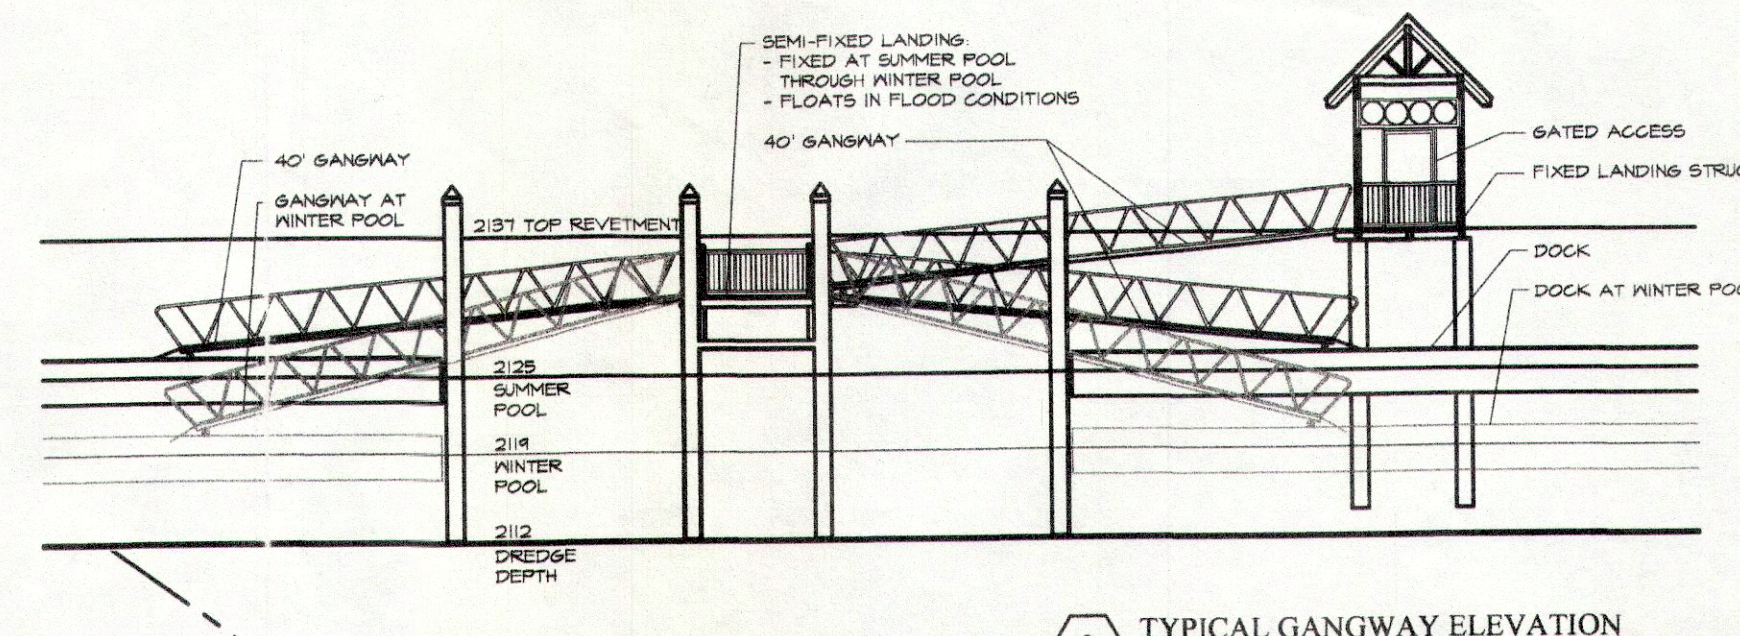 SEMI-FIXED LANDING:
- FIXED AT SUMMER POOL
THROUGH WINTER POOL
- FLOATS IN FLOOD CONDITIONS
40' GANGWAY
GATED ACCESS
FIXED LANDING STRUC
40' GANGWAY
GANGWAY AT
WINTER POOL
2137 TOP REVETMENT
DOCK
DOCK AT WINTER POO
2125
SUMMER
POOL
2119
WINTER
POOL
2112
DREDGE
DEPTH
TYPICAL GANGWAY ELEVATION